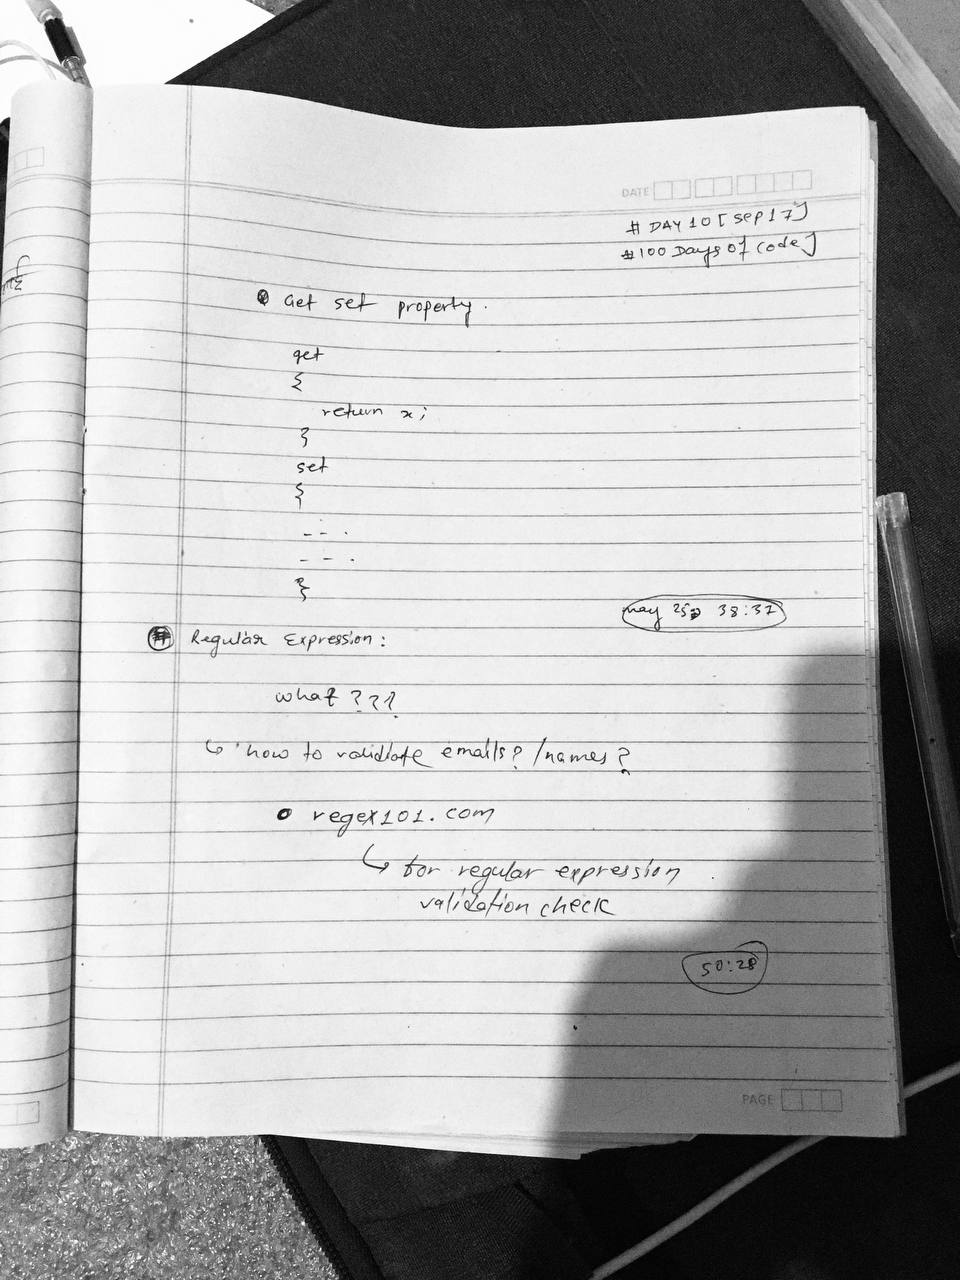 DATE
# DAY 10 [Sep 17]
#100 Days of Code]
Get set property.
get
{
return x;
}
set
{
-- .
-- .
}
may 25, 38:37
# Regular Expression:
what ???
↳ how to validate emails? /names?
regex101.com
↳ for regular expression
validation check
50:28
PAGE